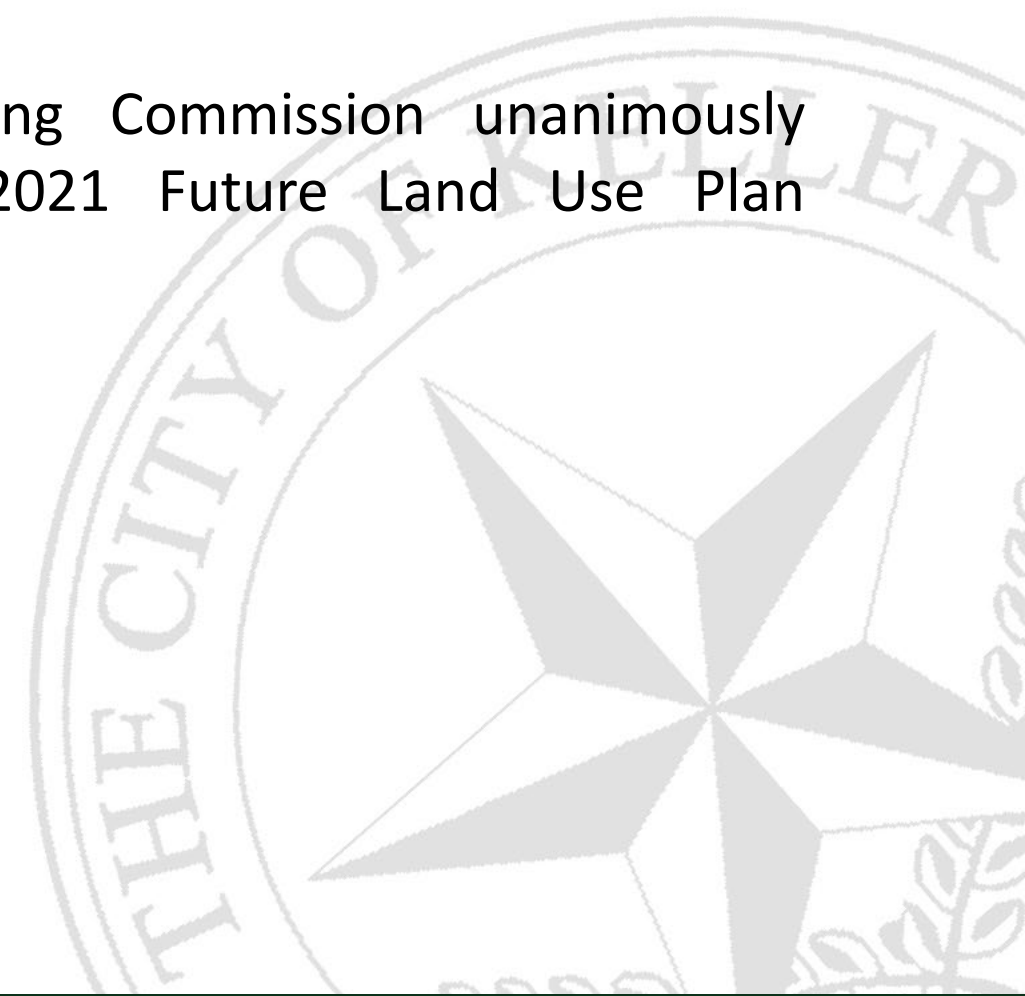 ng Commission unanimously
2021 Future Land Use Plan
THE CITY OF KELLER